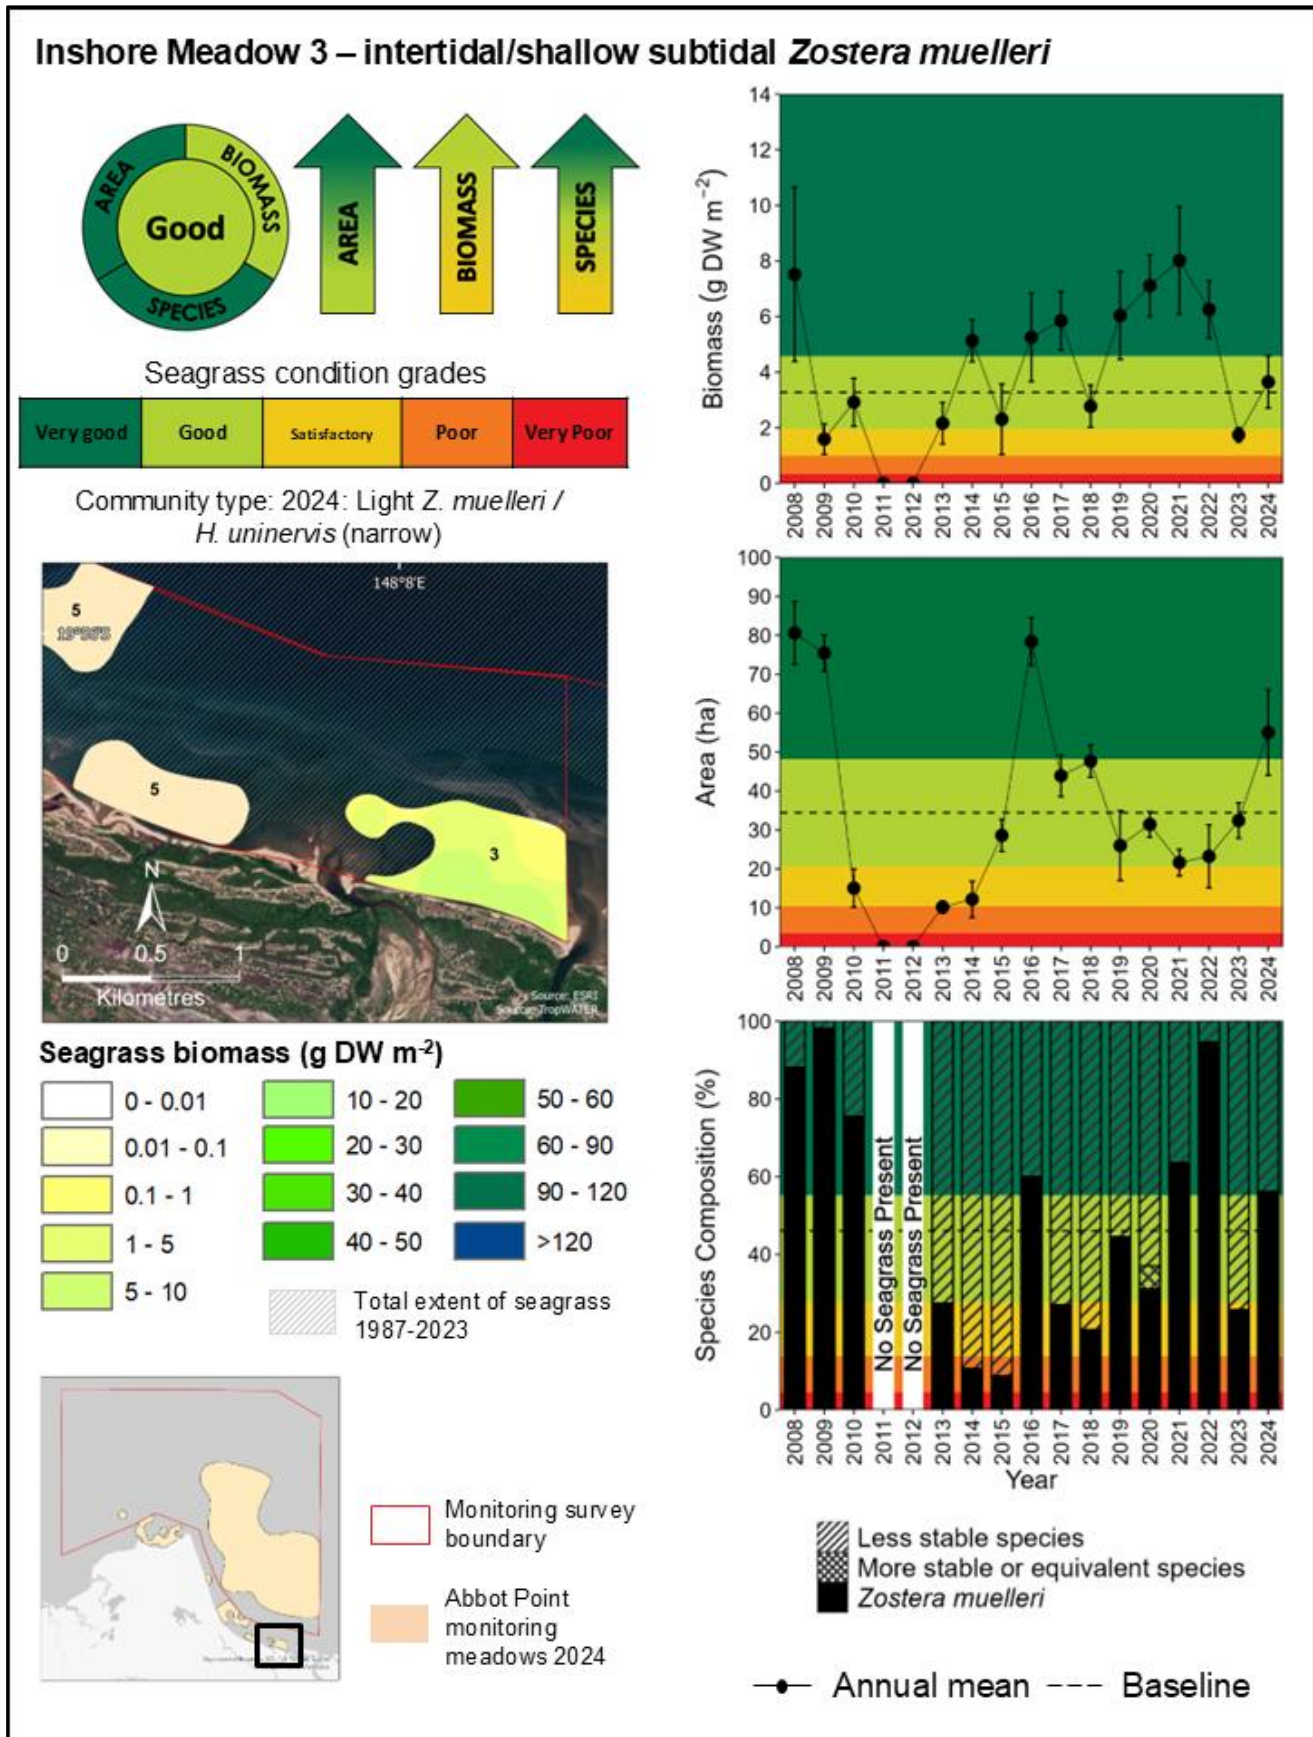 Inshore Meadow 3 – intertidal/shallow subtidal Zostera muelleri
AREA
BIOMASS
SPECIES
Good
AREA
BIOMASS
SPECIES
Seagrass condition grades
Very good
Good
Satisfactory
Poor
Very Poor
Community type: 2024: Light Z. muelleri /
H. uninervis (narrow)
148°8'E
5
5
3
N
0 0.5 1
Kilometres
Source: ESRI
Source: TropWATER
Seagrass biomass (g DW m-2)
0 - 0.01
0.01 - 0.1
0.1 - 1
1 - 5
5 - 10
10 - 20
20 - 30
30 - 40
40 - 50
50 - 60
60 - 90
90 - 120
>120
Total extent of seagrass
1987-2023
Monitoring survey
boundary
Abbot Point
monitoring
meadows 2024
Biomass (g DW m⁻²)
14
12
10
8
6
4
2
0
2008 2009 2010 2011 2012 2013 2014 2015 2016 2017 2018 2019 2020 2021 2022 2023 2024
Area (ha)
100
90
80
70
60
50
40
30
20
10
0
2008 2009 2010 2011 2012 2013 2014 2015 2016 2017 2018 2019 2020 2021 2022 2023 2024
Species Composition (%)
100
80
60
40
20
0
No Seagrass Present
No Seagrass Present
2008 2009 2010 2011 2012 2013 2014 2015 2016 2017 2018 2019 2020 2021 2022 2023 2024
Year
Less stable species
More stable or equivalent species
Zostera muelleri
Annual mean
Baseline